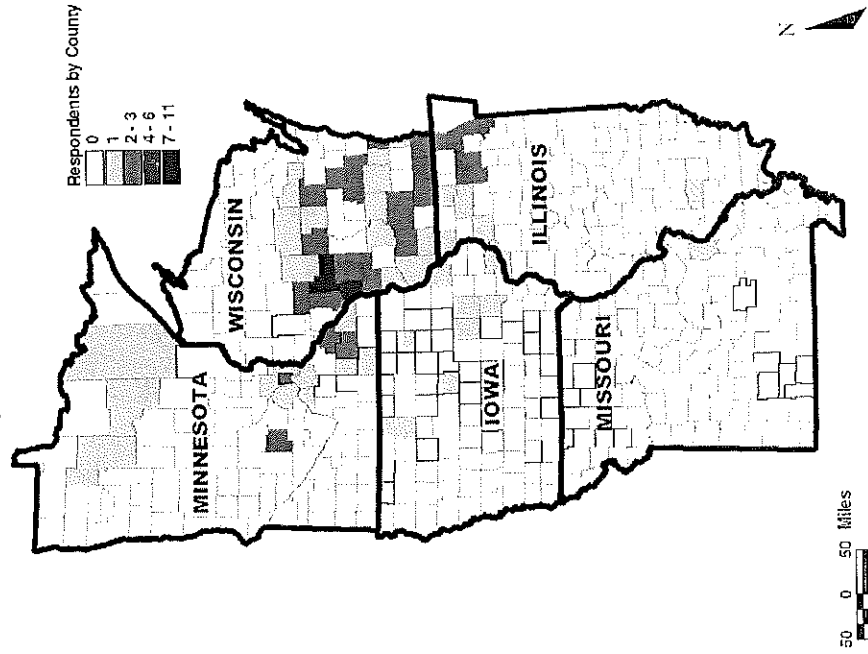 Respondents by County
0
1
2 - 3
4 - 6
7 - 11
N
MINNESOTA
WISCONSIN
IOWA
ILLINOIS
MISSOURI
50 0 50 Miles